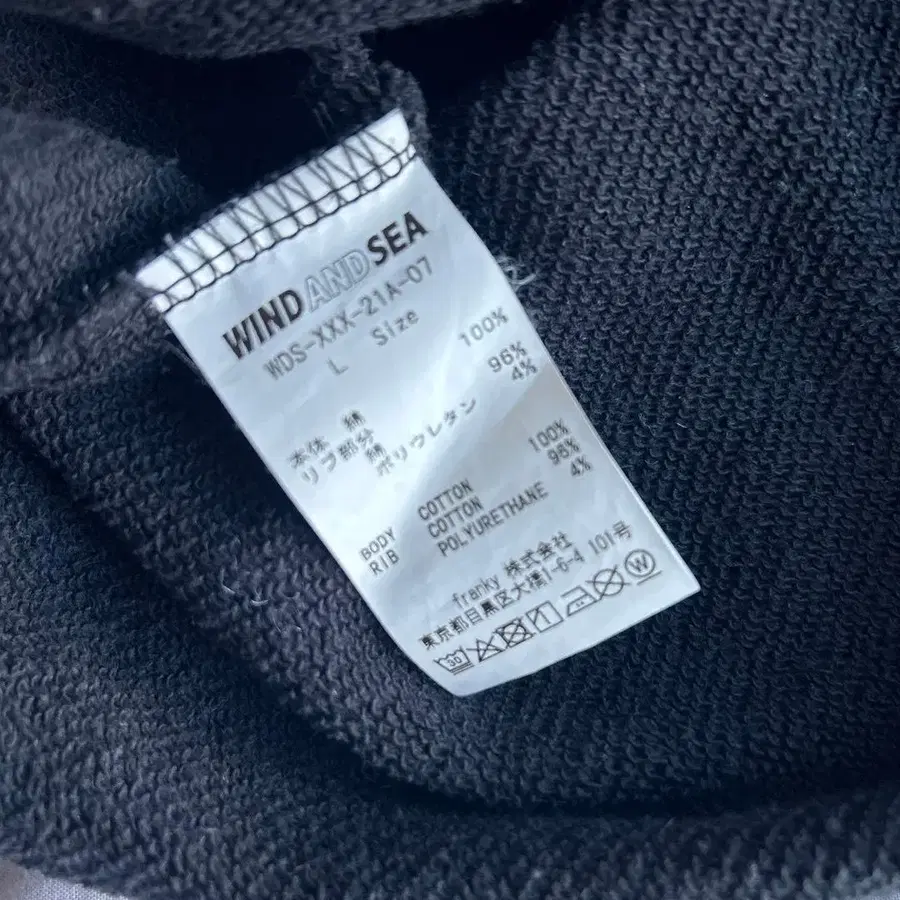 WIND AND SEA
WDS-XXX-21A-07
L Size
本体 綿 100%
リブ部分 綿 96%
ポリウレタン 4%
BODY COTTON 100%
RIB COTTON 96%
POLYURETHANE 4%
franky 株式会社
東京都目黒区大橋1-6-4 101号
30
W